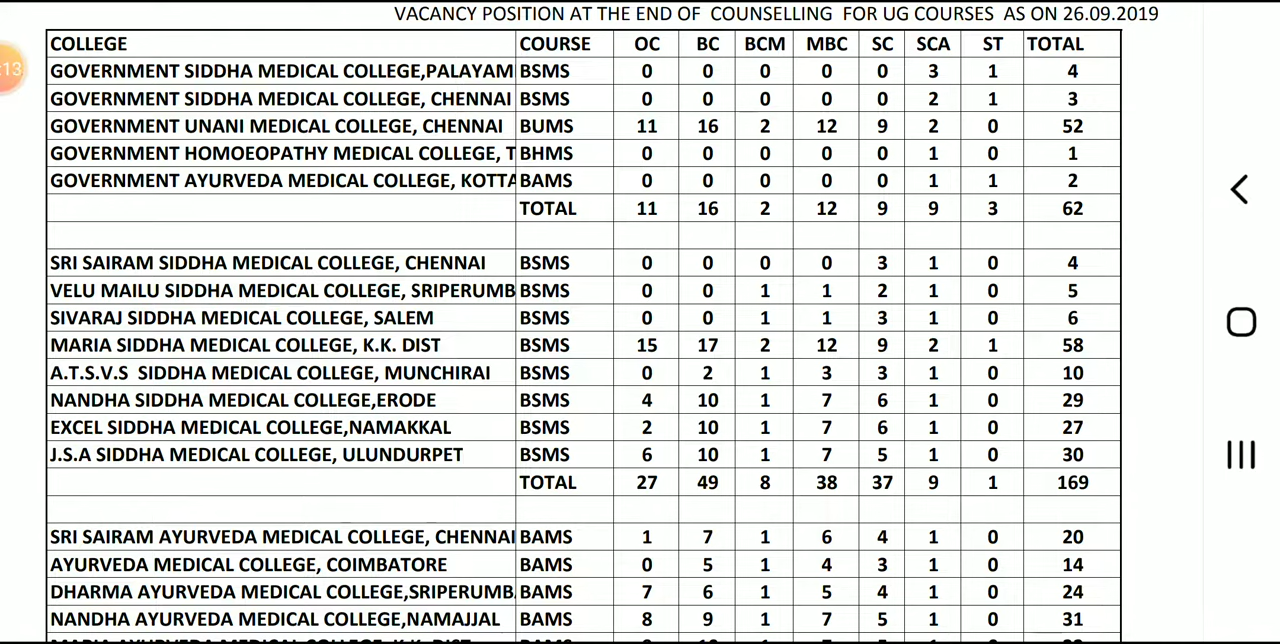 VACANCY POSITION AT THE END OF COUNSELLING FOR UG COURSES AS ON 26.09.2019
:13
COLLEGE COURSE OC BC BCM MBC SC SCA ST TOTAL
GOVERNMENT SIDDHA MEDICAL COLLEGE,PALAYAM BSMS 0 0 0 0 0 3 1 4
GOVERNMENT SIDDHA MEDICAL COLLEGE, CHENNAI BSMS 0 0 0 0 0 2 1 3
GOVERNMENT UNANI MEDICAL COLLEGE, CHENNAI BUMS 11 16 2 12 9 2 0 52
GOVERNMENT HOMOEOPATHY MEDICAL COLLEGE, T BHMS 0 0 0 0 0 1 0 1
GOVERNMENT AYURVEDA MEDICAL COLLEGE, KOTTA BAMS 0 0 0 0 0 1 1 2
TOTAL 11 16 2 12 9 9 3 62
SRI SAIRAM SIDDHA MEDICAL COLLEGE, CHENNAI BSMS 0 0 0 0 3 1 0 4
VELU MAILU SIDDHA MEDICAL COLLEGE, SRIPERUMB BSMS 0 0 1 1 2 1 0 5
SIVARAJ SIDDHA MEDICAL COLLEGE, SALEM BSMS 0 0 1 1 3 1 0 6
MARIA SIDDHA MEDICAL COLLEGE, K.K. DIST BSMS 15 17 2 12 9 2 1 58
A.T.S.V.S SIDDHA MEDICAL COLLEGE, MUNCHIRAI BSMS 0 2 1 3 3 1 0 10
NANDHA SIDDHA MEDICAL COLLEGE,ERODE BSMS 4 10 1 7 6 1 0 29
EXCEL SIDDHA MEDICAL COLLEGE,NAMAKKAL BSMS 2 10 1 7 6 1 0 27
J.S.A SIDDHA MEDICAL COLLEGE, ULUNDURPET BSMS 6 10 1 7 5 1 0 30
TOTAL 27 49 8 38 37 9 1 169
SRI SAIRAM AYURVEDA MEDICAL COLLEGE, CHENNAI BAMS 1 7 1 6 4 1 0 20
AYURVEDA MEDICAL COLLEGE, COIMBATORE BAMS 0 5 1 4 3 1 0 14
DHARMA AYURVEDA MEDICAL COLLEGE,SRIPERUMB BAMS 7 6 1 5 4 1 0 24
NANDHA AYURVEDA MEDICAL COLLEGE,NAMAJJAL BAMS 8 9 1 7 5 1 0 31